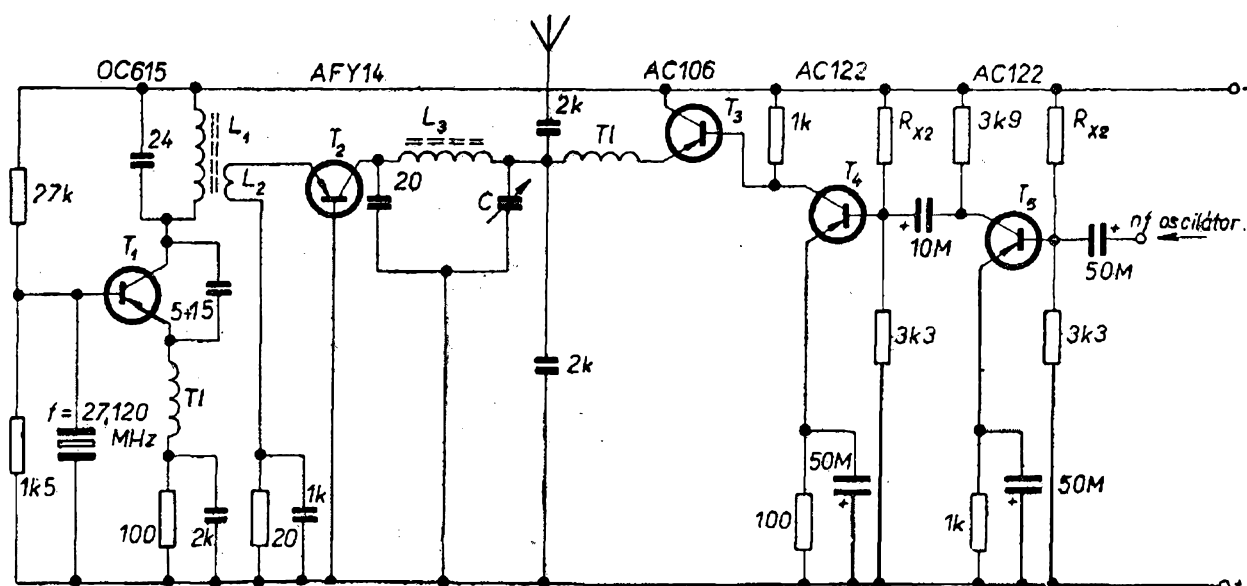 OC615 AFY14 AC106 AC122 AC122
24
L₁
L₂
T₂
L₃
20
C
2k
Tl
T₃
1k
R_X2
3k9
R_X2
27k
T₁
5÷15
T₄
10M
+
T₅
50M
+
nf oscilátor.
Tl
2k
3k3
3k3
f = 27,120
MHz
1k5
100
2k
20
1k
100
50M
+
1k
50M
+
-
+